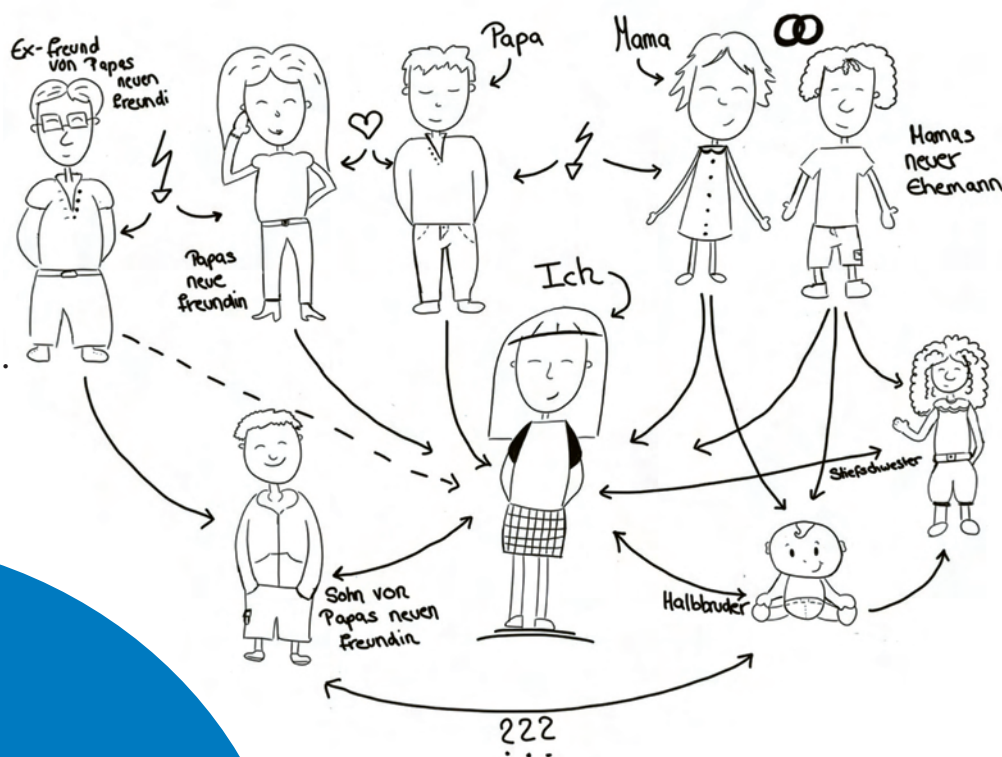 Ex-freund
von Papas
neuen
freundi
Papa
Mama
Mamas
neuer
Ehemann
Papas
neue
freundin
Ich
Stiefschwester
Sohn von
Papas neuen
freundin
Halbbruder
???